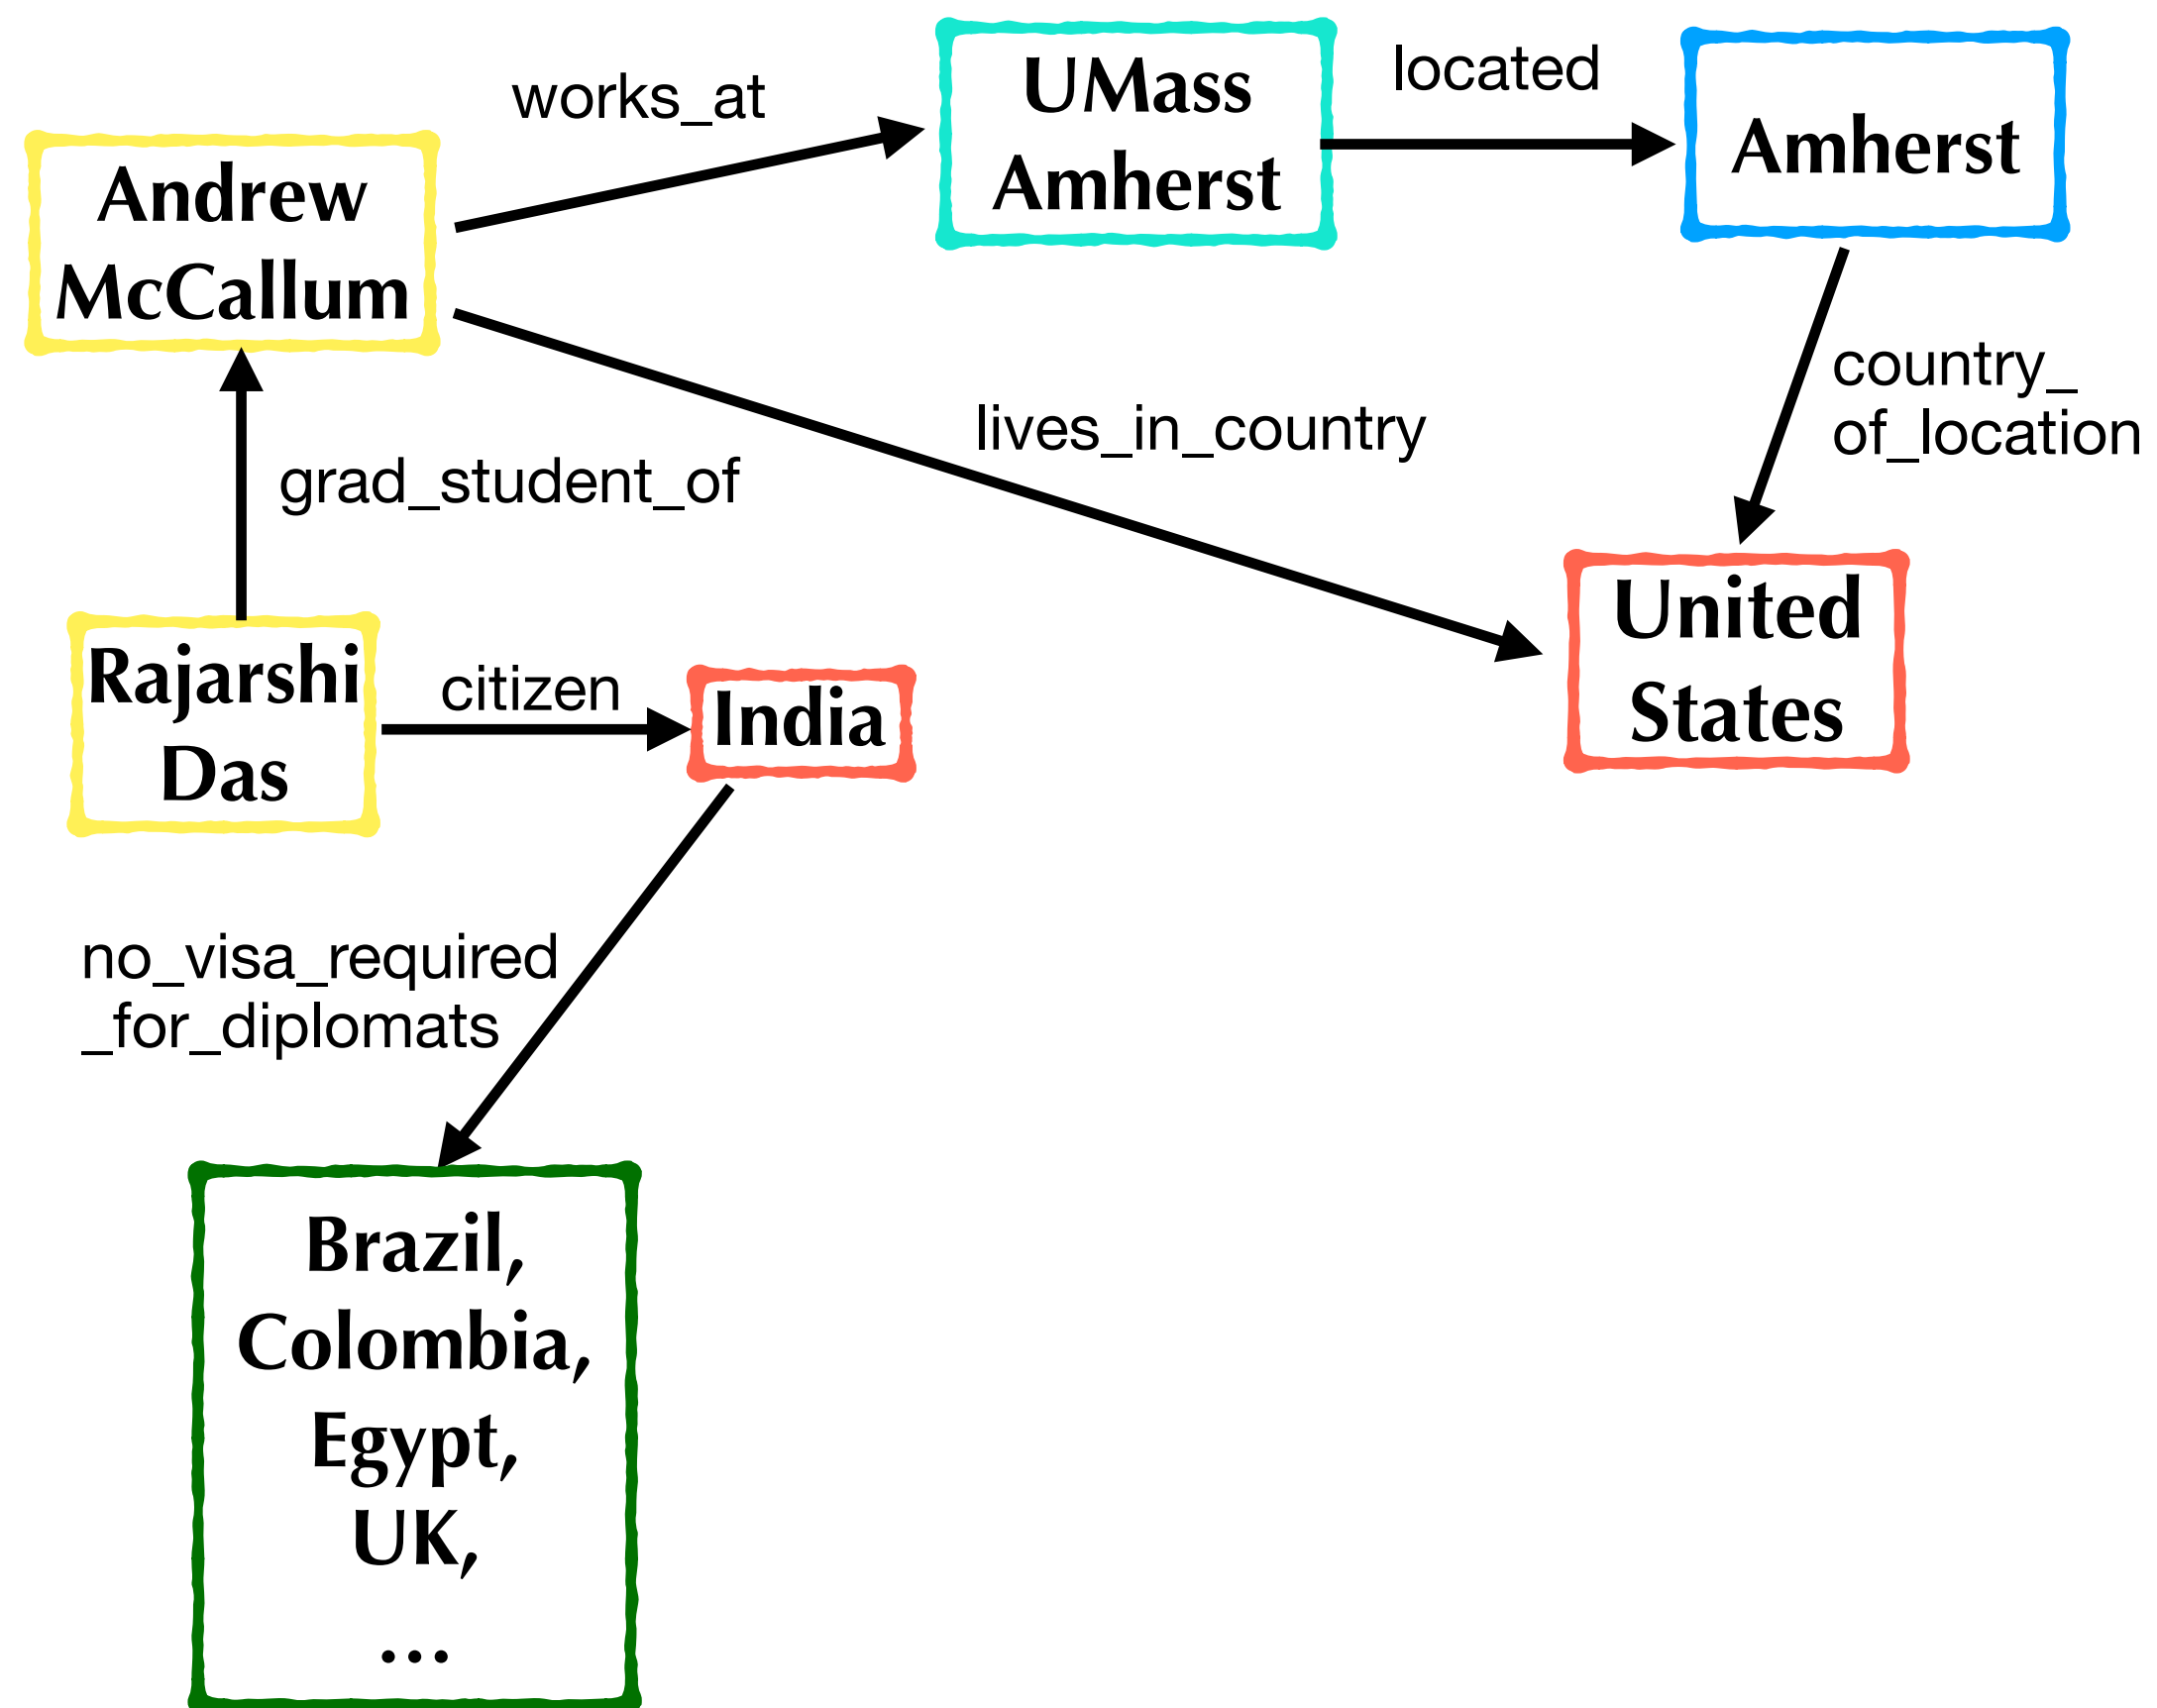 works_at
UMass
Amherst
located
Amherst
Andrew
McCallum
country_
of_location
lives_in_country
grad_student_of
United
States
Rajarshi
Das
citizen
India
no_visa_required
_for_diplomats
Brazil,
Colombia,
Egypt,
UK,
...